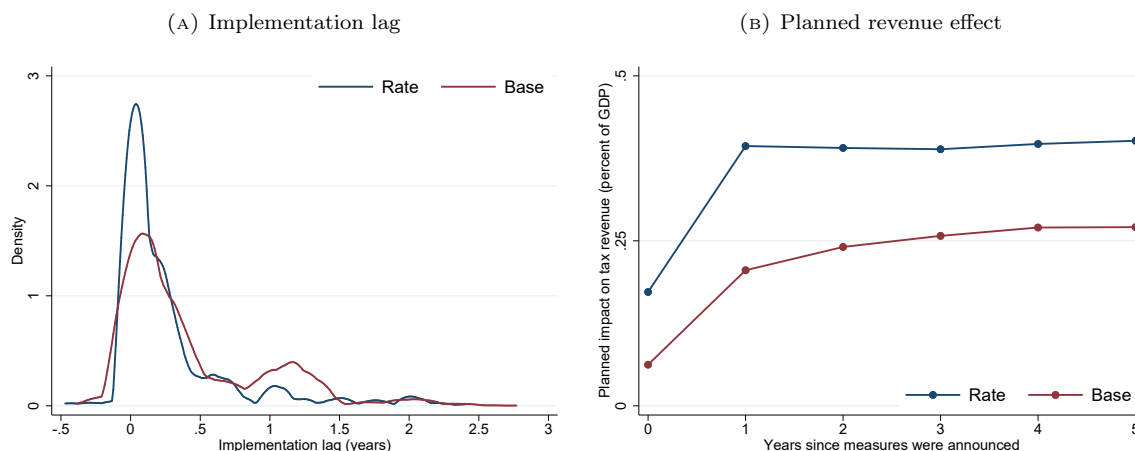 (A) Implementation lag
3
2
1
0
Density
-.5 0 .5 1 1.5 2 2.5 3
Implementation lag (years)
Rate Base
(B) Planned revenue effect
.5
.25
0
Planned impact on tax revenue (percent of GDP)
0 1 2 3 4 5
Years since measures were announced
Rate Base